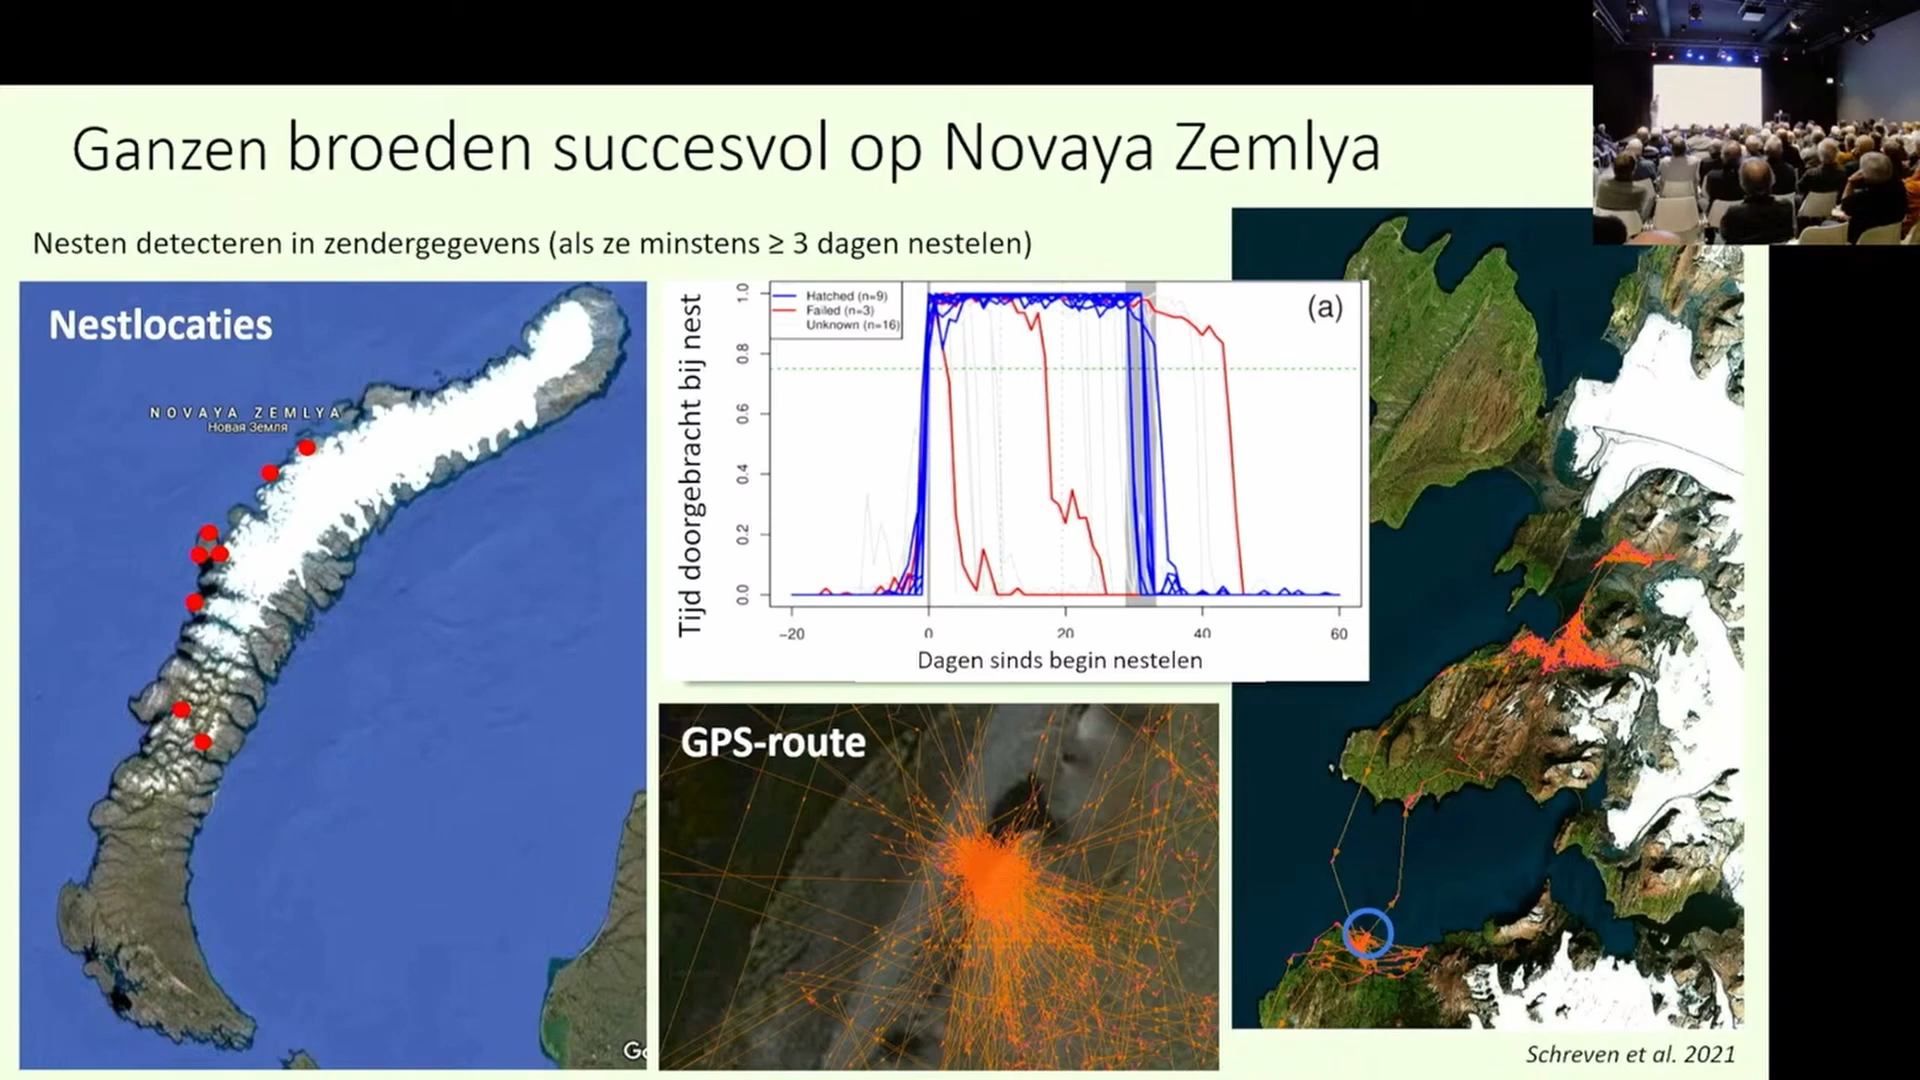 Ganzen broeden succesvol op Novaya Zemlya
Nesten detecteren in zendergegevens (als ze minstens ≥ 3 dagen nestelen)
Nestlocaties
NOVAYA ZEMLYA
Новая Земля
Go
Tijd doorgebracht bij nest
1.0
0.8
0.6
0.4
0.2
0.0
Hatched (n=9)
Failed (n=3)
Unknown (n=16)
(a)
−20 0 20 40 60
Dagen sinds begin nestelen
GPS-route
Schreven et al. 2021